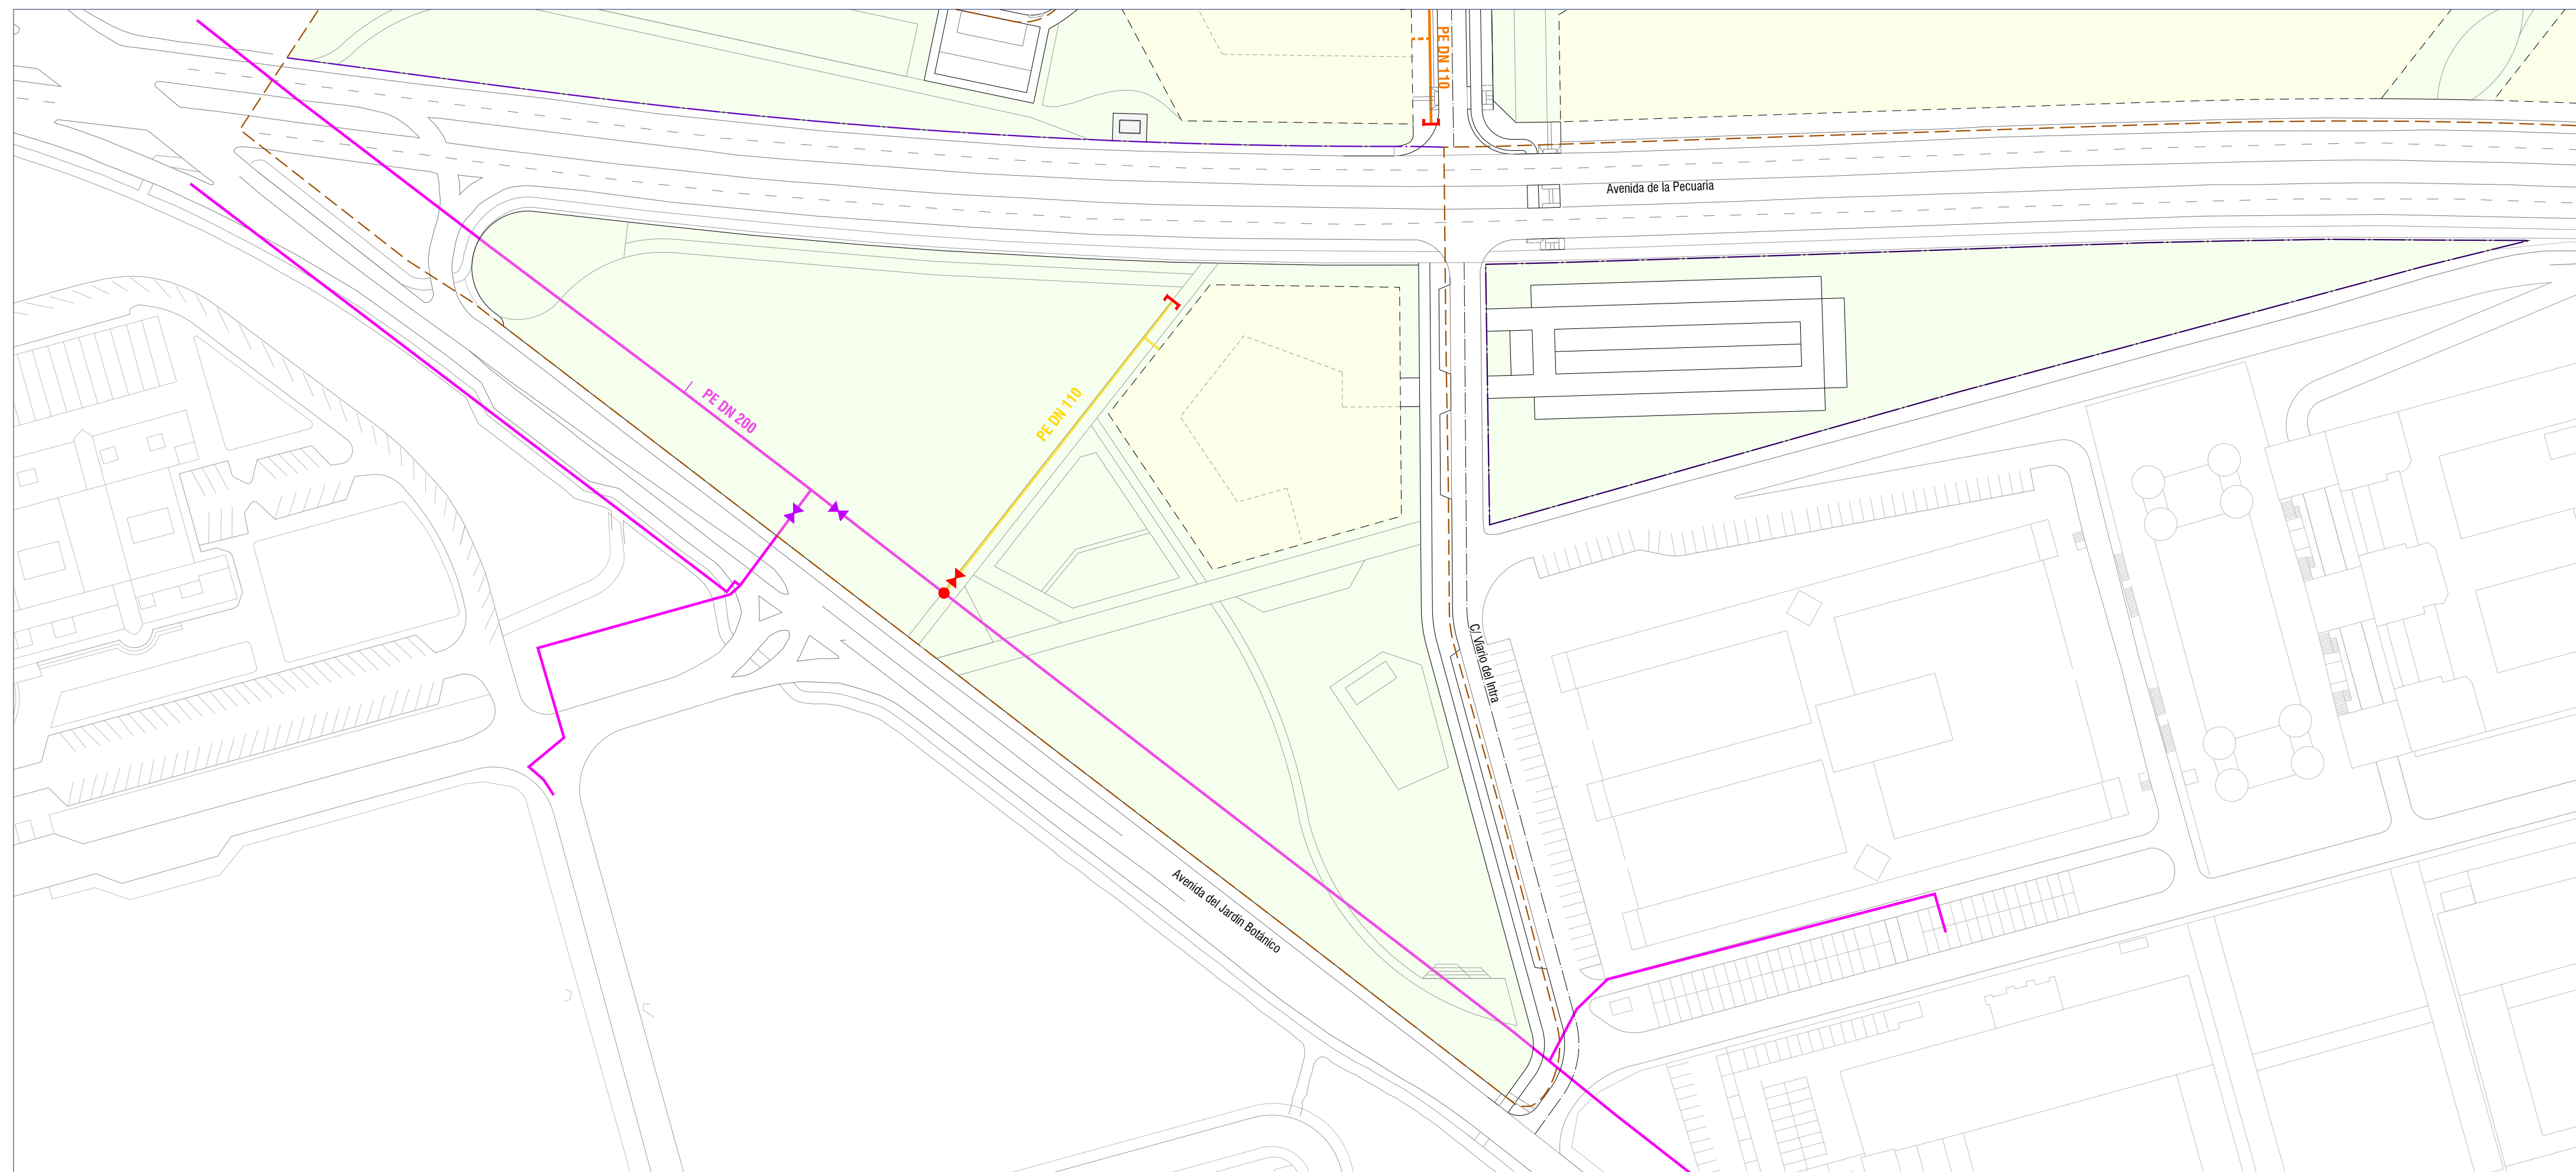 PE DN 110
Avenida de la Pecuaria
PE DN 200
PE DN 110
C/ Viario del Intra
Avenida del Jardín Botánico